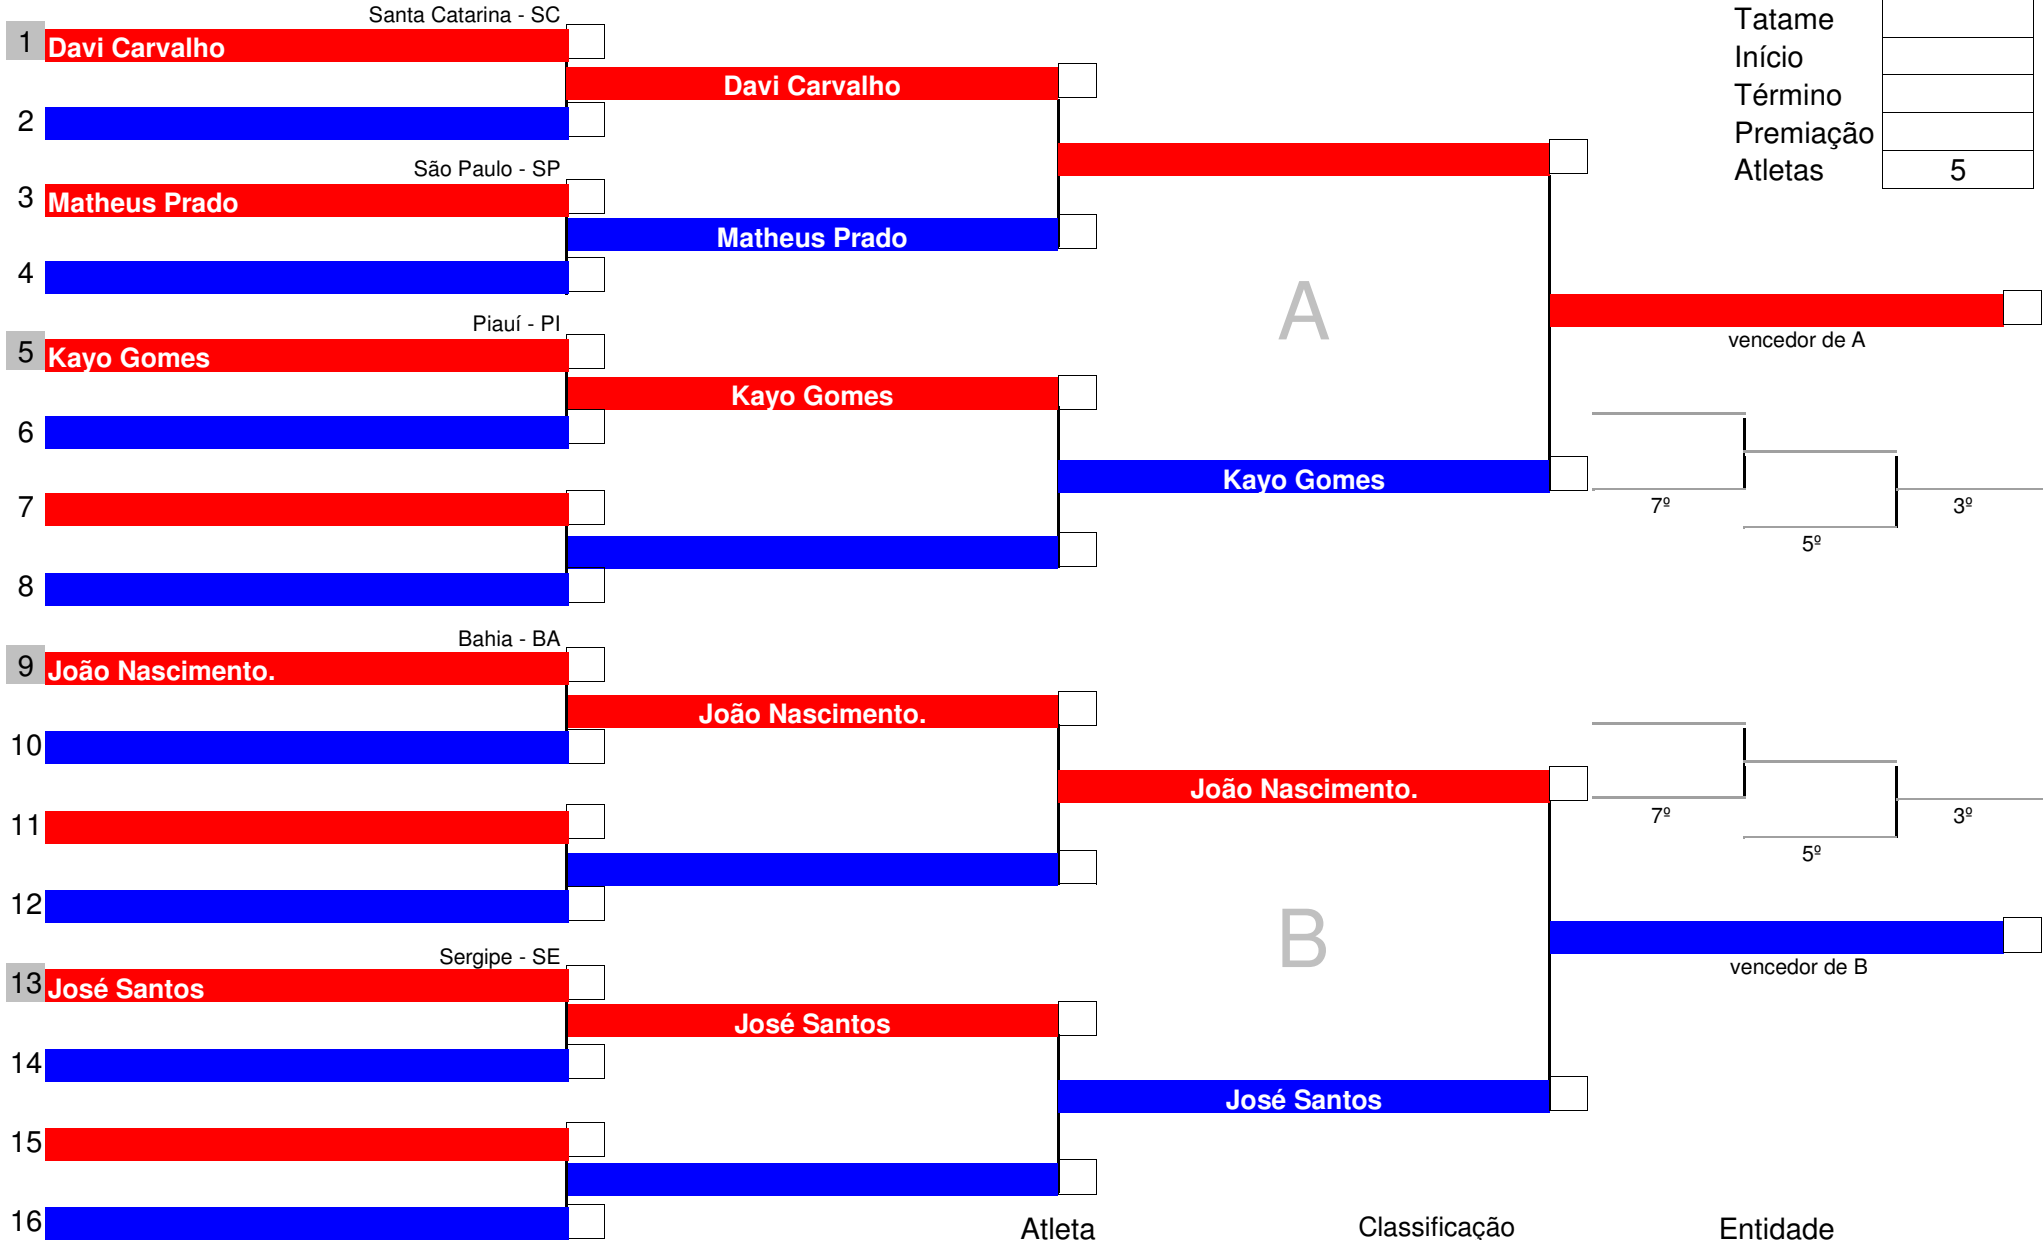 Santa Catarina - SC
1 Davi Carvalho
Davi Carvalho
2
São Paulo - SP
3 Matheus Prado
Matheus Prado
4
Piauí - PI
5 Kayo Gomes
Kayo Gomes
6
7
8
Kayo Gomes
A
Bahia - BA
9 João Nascimento.
João Nascimento.
10
11
12
João Nascimento.
B
Sergipe - SE
13 José Santos
José Santos
14
15
16
José Santos
Tatame
Início
Término
Premiação
Atletas 5
vencedor de A
7º
5º
3º
7º
5º
3º
vencedor de B
Atleta Classificação Entidade